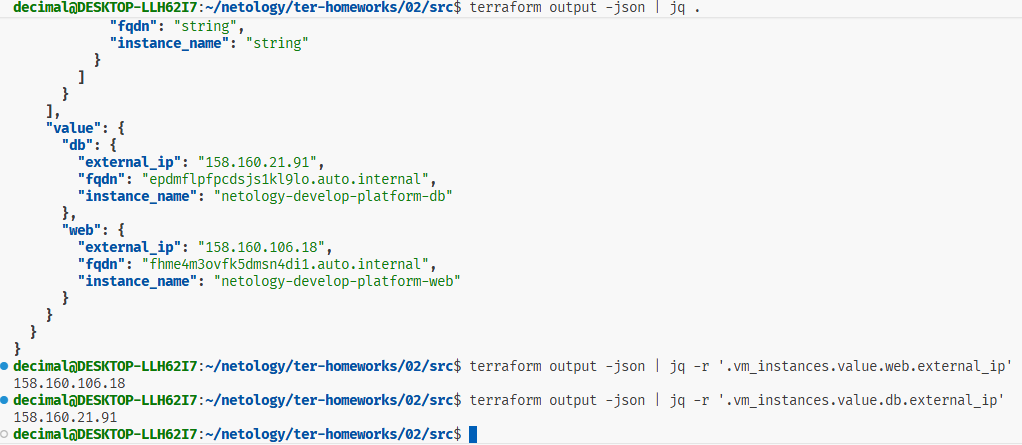 decimal@DESKTOP-LLH62I7:~/netology/ter-homeworks/02/src$ terraform output -json | jq .
            "fqdn": "string",
            "instance_name": "string"
          }
        ]
      }
    ],
    "value": {
      "db": {
        "external_ip": "158.160.21.91",
        "fqdn": "epdmflpfpcdsjs1kl9lo.auto.internal",
        "instance_name": "netology-develop-platform-db"
      },
      "web": {
        "external_ip": "158.160.106.18",
        "fqdn": "fhme4m3ovfk5dmsn4di1.auto.internal",
        "instance_name": "netology-develop-platform-web"
      }
    }
  }
}
decimal@DESKTOP-LLH62I7:~/netology/ter-homeworks/02/src$ terraform output -json | jq -r '.vm_instances.value.web.external_ip'
158.160.106.18
decimal@DESKTOP-LLH62I7:~/netology/ter-homeworks/02/src$ terraform output -json | jq -r '.vm_instances.value.db.external_ip'
158.160.21.91
decimal@DESKTOP-LLH62I7:~/netology/ter-homeworks/02/src$